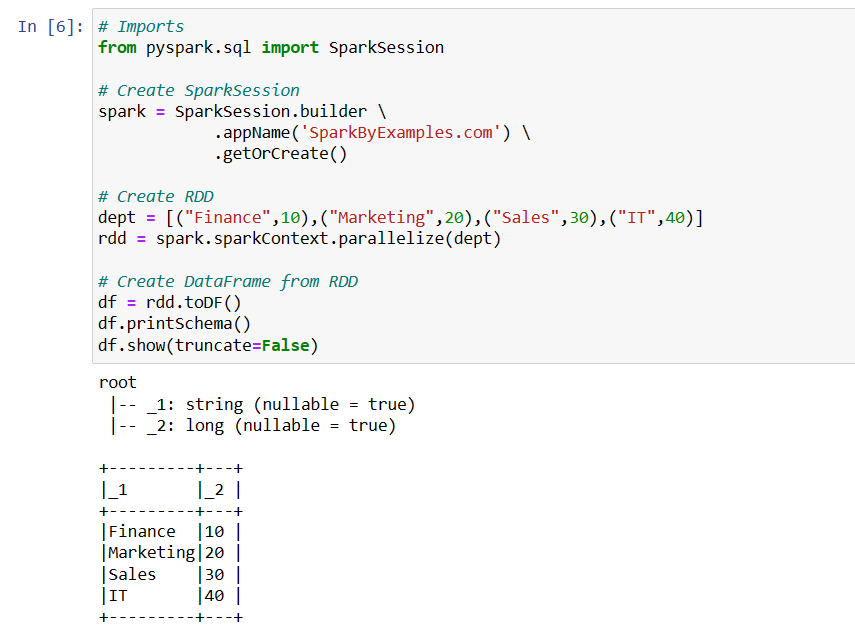 In [6]:
# Imports
from pyspark.sql import SparkSession
# Create SparkSession
spark = SparkSession.builder \
            .appName('SparkByExamples.com') \
            .getOrCreate()
# Create RDD
dept = [("Finance",10),("Marketing",20),("Sales",30),("IT",40)]
rdd = spark.sparkContext.parallelize(dept)
# Create DataFrame from RDD
df = rdd.toDF()
df.printSchema()
df.show(truncate=False)
root
 |-- _1: string (nullable = true)
 |-- _2: long (nullable = true)
+---------+---+
|_1       |_2 |
+---------+---+
|Finance  |10 |
|Marketing|20 |
|Sales    |30 |
|IT       |40 |
+---------+---+